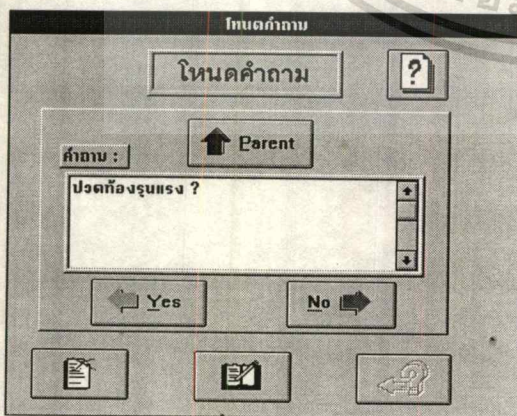 โหนดคำถาม
โหนดคำถาม
Parent
คำถาม :
ปวดท้องรุนแรง ?
Yes
No